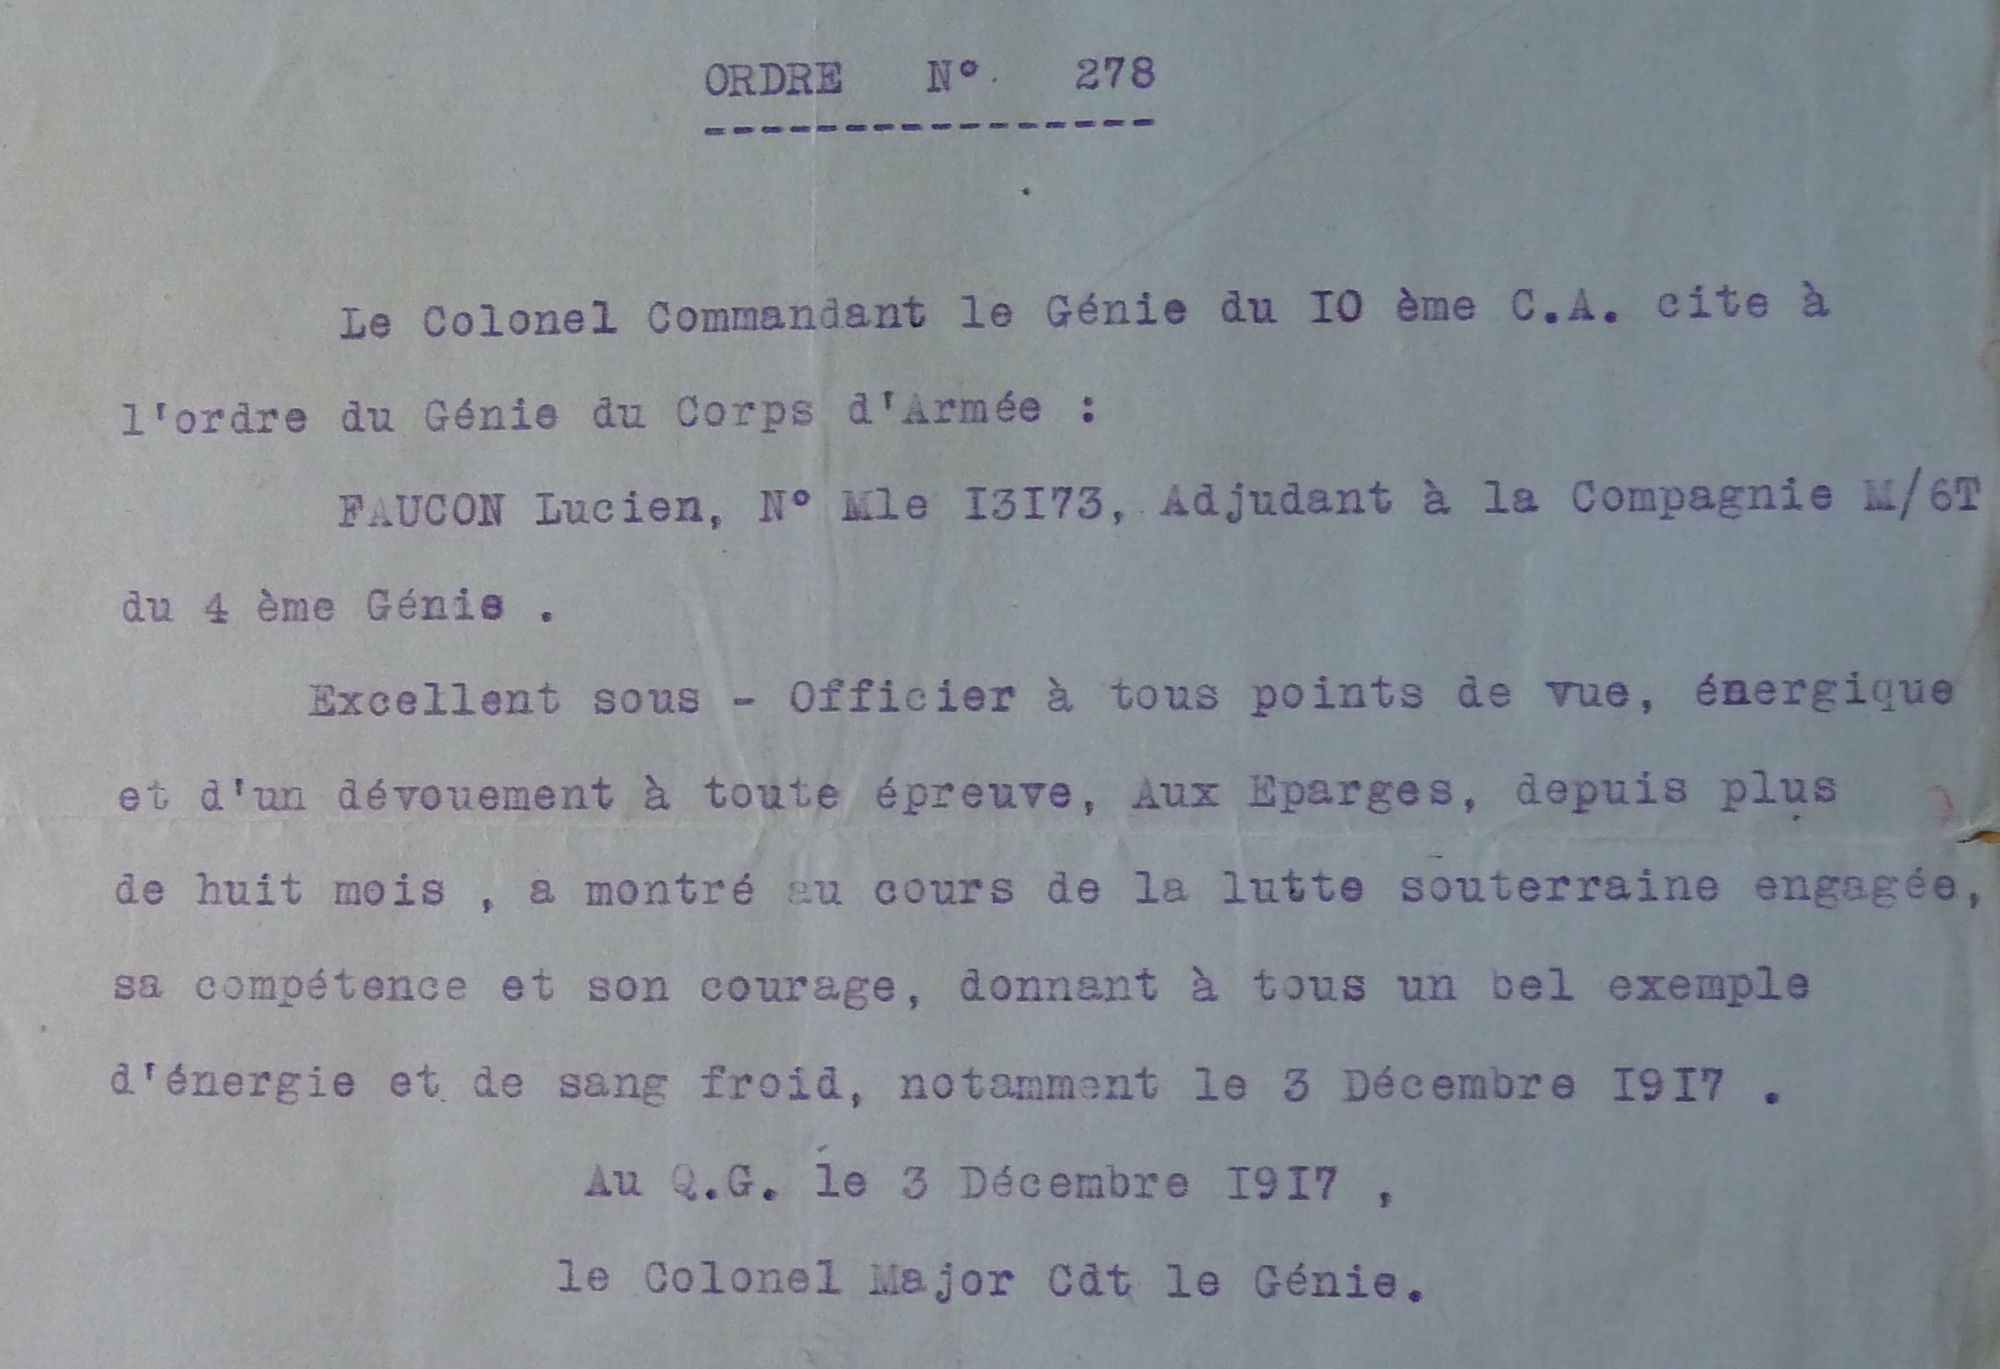 ORDRE N° 278
-----------------
Le Colonel Commandant le Génie du IO ème C.A. cite à
l'ordre du Génie du Corps d'Armée :
FAUCON Lucien, N° Mle I3I73, Adjudant à la Compagnie M/6T
du 4 ème Génie .
Excellent sous - Officier à tous points de vue, énergique
et d'un dévouement à toute épreuve, Aux Eparges, depuis plus
de huit mois , a montré au cours de la lutte souterraine engagée,
sa compétence et son courage, donnant à tous un bel exemple
d'énergie et de sang froid, notamment le 3 Décembre I9I7 .
Au Q.G. le 3 Décembre I9I7 ,
le Colonel Major Cdt le Génie.